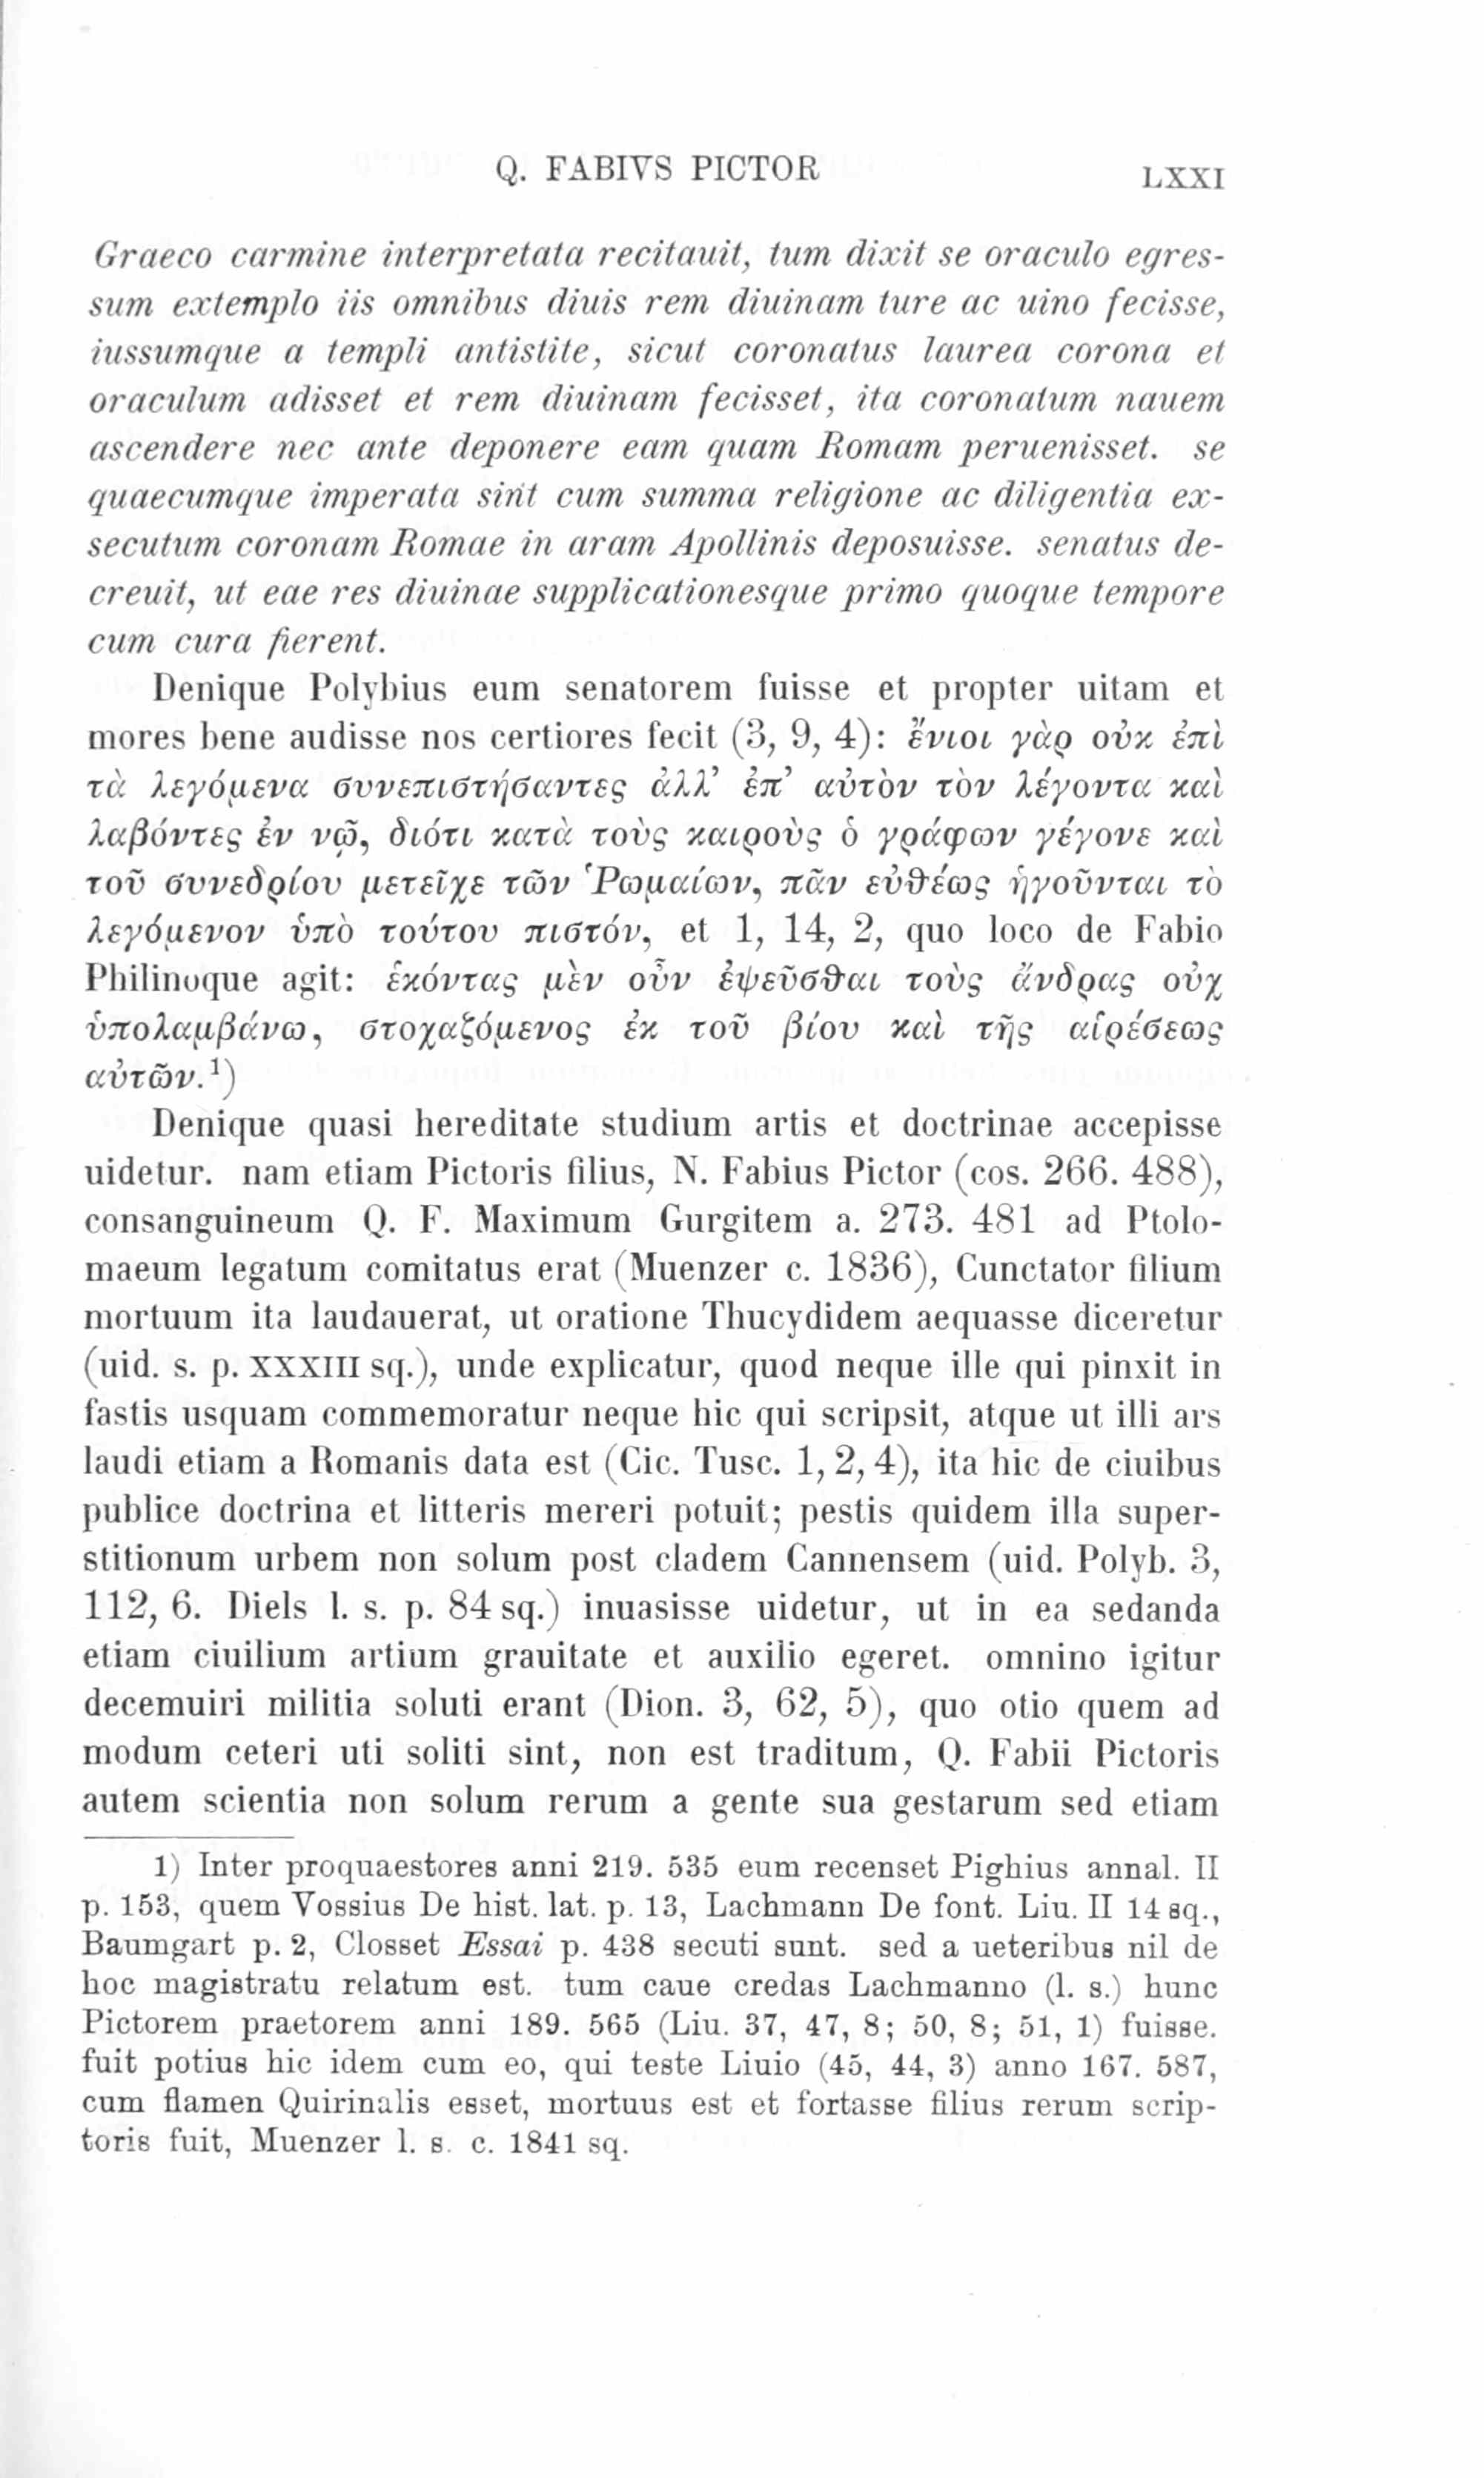 Q. FABIVS PICTOR
LXXI
Graeco carmine interpretata recitauit, tum dixit se oraculo egres-
sum extemplo iis omnibus diuis rem diuinam ture ac uino fecisse,
iussumque a templi antistite, sicut coronatus laurea corona et
oraculum adisset et rem diuinam fecisset, ita coronatum nauem
ascendere nec ante deponere eam quam Romam peruenisset. se
quaecumque imperata sint cum summa religione ac diligentia ex-
secutum coronam Romae in aram Apollinis deposuisse. senatus de-
creuit, ut eae res diuinae supplicationesque primo quoque tempore
cum cura fierent.
Denique Polybius eum senatorem fuisse et propter uitam et
mores bene audisse nos certiores fecit (3, 9, 4): ἔνιοι γὰρ οὐκ ἐπὶ
τὰ λεγόμενα συνεπιστήσαντες ἀλλ’ ἐπ’ αὐτὸν τὸν λέγοντα καὶ
λαβόντες ἐν νῷ, διότι κατὰ τοὺς καιροὺς ὁ γράφων γέγονε καὶ
τοῦ συνεδρίου μετεῖχε τῶν Ῥωμαίων, πᾶν εὐθέως ἡγοῦνται τὸ
λεγόμενον ὑπὸ τούτου πιστόν, et 1, 14, 2, quo loco de Fabio
Philinoque agit: ἑκόντας μὲν οὖν ἐψεῦσθαι τοὺς ἄνδρας οὐχ
ὑπολαμβάνω, στοχαζόμενος ἐκ τοῦ βίου καὶ τῆς αἱρέσεως
αὐτῶν.¹)
Denique quasi hereditate studium artis et doctrinae accepisse
uidetur. nam etiam Pictoris filius, N. Fabius Pictor (cos. 266. 488),
consanguineum Q. F. Maximum Gurgitem a. 273. 481 ad Ptolo-
maeum legatum comitatus erat (Muenzer c. 1836), Cunctator filium
mortuum ita laudauerat, ut oratione Thucydidem aequasse diceretur
(uid. s. p. XXXIII sq.), unde explicatur, quod neque ille qui pinxit in
fastis usquam commemoratur neque hic qui scripsit, atque ut illi ars
laudi etiam a Romanis data est (Cic. Tusc. 1, 2, 4), ita hic de ciuibus
publice doctrina et litteris mereri potuit; pestis quidem illa super-
stitionum urbem non solum post cladem Cannensem (uid. Polyb. 3,
112, 6. Diels l. s. p. 84 sq.) inuasisse uidetur, ut in ea sedanda
etiam ciuilium artium grauitate et auxilio egeret. omnino igitur
decemuiri militia soluti erant (Dion. 3, 62, 5), quo otio quem ad
modum ceteri uti soliti sint, non est traditum, Q. Fabii Pictoris
autem scientia non solum rerum a gente sua gestarum sed etiam
1) Inter proquaestores anni 219. 535 eum recenset Pighius annal. II
p. 153, quem Vossius De hist. lat. p. 13, Lachmann De font. Liu. II 14 sq.,
Baumgart p. 2, Closset Essai p. 438 secuti sunt. sed a ueteribus nil de
hoc magistratu relatum est. tum caue credas Lachmanno (l. s.) hunc
Pictorem praetorem anni 189. 565 (Liu. 37, 47, 8; 50, 8; 51, 1) fuisse.
fuit potius hic idem cum eo, qui teste Liuio (45, 44, 3) anno 167. 587,
cum flamen Quirinalis esset, mortuus est et fortasse filius rerum scrip-
toris fuit, Muenzer l. s. c. 1841 sq.